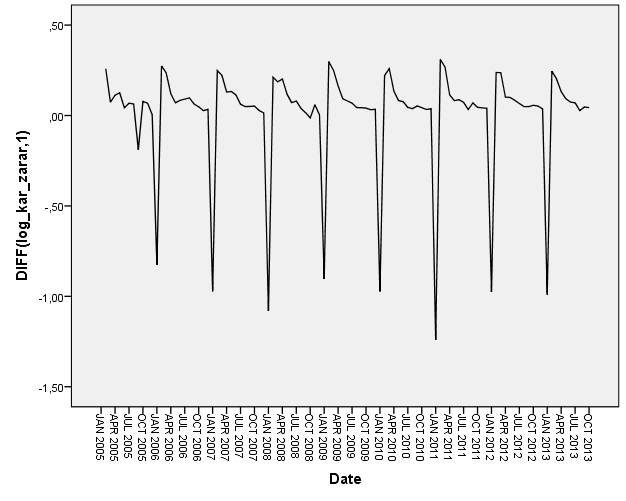 ,50
,00
-,50
-1,00
-1,50
DIFF(log_kar_zarar,1)
JAN 2005
APR 2005
JUL 2005
OCT 2005
JAN 2006
APR 2006
JUL 2006
OCT 2006
JAN 2007
APR 2007
JUL 2007
OCT 2007
JAN 2008
APR 2008
JUL 2008
OCT 2008
JAN 2009
APR 2009
JUL 2009
OCT 2009
JAN 2010
APR 2010
JUL 2010
OCT 2010
JAN 2011
APR 2011
JUL 2011
OCT 2011
JAN 2012
APR 2012
JUL 2012
OCT 2012
JAN 2013
APR 2013
JUL 2013
OCT 2013
Date